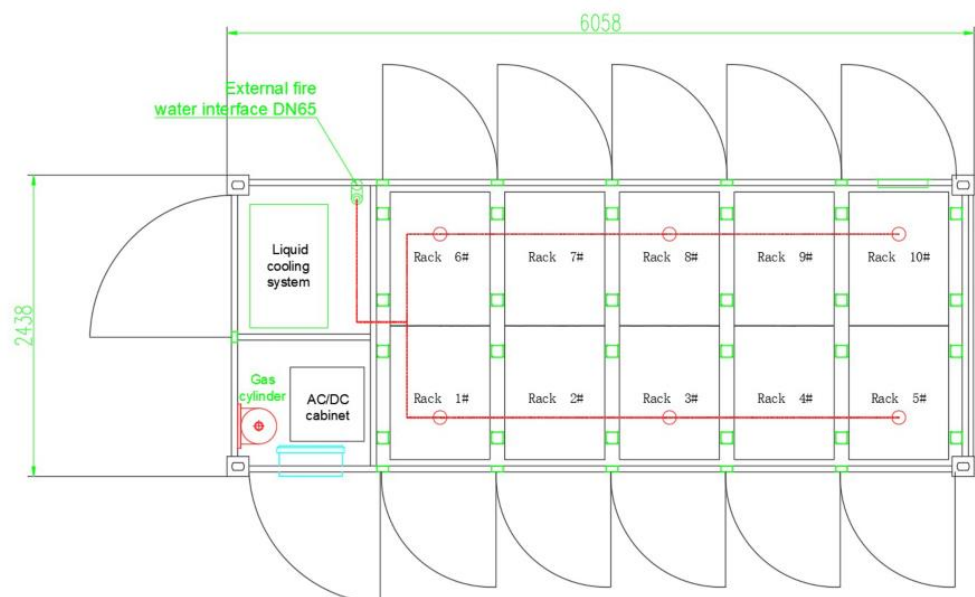 6058
External fire
water interface DN65
2438
Liquid
cooling
system
Rack 6#
Rack 7#
Rack 8#
Rack 9#
Rack 10#
Gas
cylinder
AC/DC
cabinet
Rack 1#
Rack 2#
Rack 3#
Rack 4#
Rack 5#